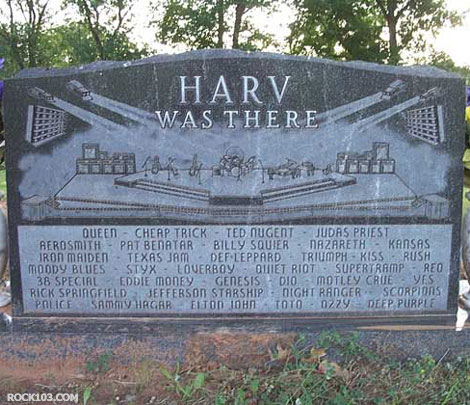 HARV
WAS THERE
QUEEN - CHEAP TRICK - TED NUGENT - JUDAS PRIEST
AEROSMITH - PAT BENATAR - BILLY SQUIER - NAZARETH - KANSAS
IRON MAIDEN - TEXAS JAM - DEF LEPPARD - TRIUMPH - KISS - RUSH
MOODY BLUES - STYX - LOVERBOY - QUIET RIOT - SUPERTRAMP - REO
38 SPECIAL - EDDIE MONEY - GENESIS - DIO - MOTLEY CRUE - YES
RICK SPRINGFIELD - JEFFERSON STARSHIP - NIGHT RANGER - SCORPIONS
POLICE - SAMMY HAGAR - ELTON JOHN - TOTO - OZZY - DEEP PURPLE
ROCK103.COM